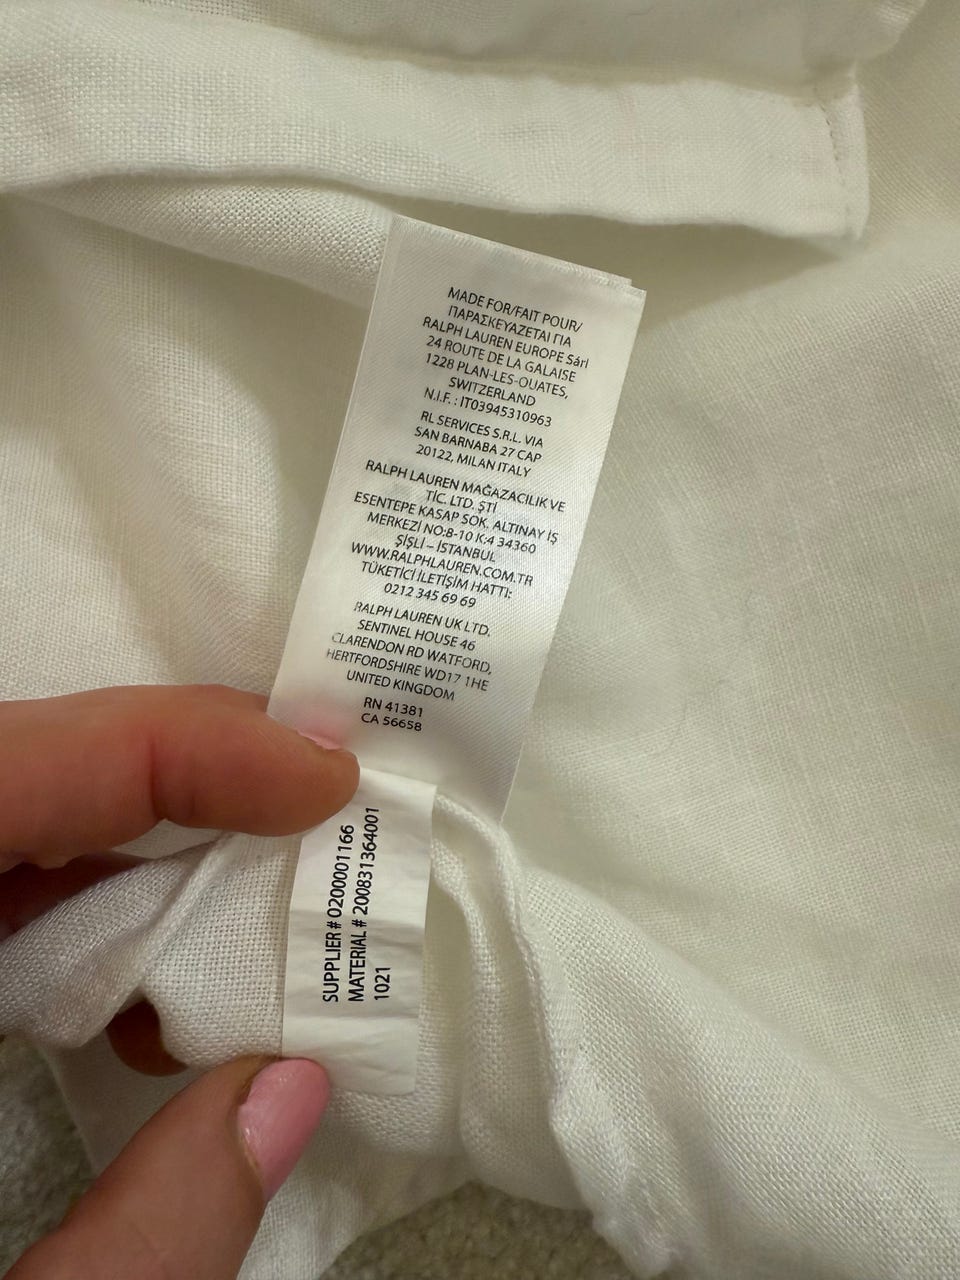 MADE FOR/FAIT POUR/
ΠΑΡΑΣΚΕΥΑΖΕΤΑΙ ΓΙΑ
RALPH LAUREN EUROPE Sárl
24 ROUTE DE LA GALAISE
1228 PLAN-LES-OUATES,
SWITZERLAND
N.I.F. : IT03945310963
RL SERVICES S.R.L. VIA
SAN BARNABA 27 CAP
20122, MILAN ITALY
RALPH LAUREN MAĞAZACILIK VE
TİC. LTD. ŞTİ
ESENTEPE KASAP SOK. ALTINAY İŞ
MERKEZİ NO:8-10 K:4 34360
ŞİŞLİ – İSTANBUL
WWW.RALPHLAUREN.COM.TR
TÜKETİCİ İLETİŞİM HATTI:
0212 345 69 69
RALPH LAUREN UK LTD.
SENTINEL HOUSE 46
CLARENDON RD WATFORD,
HERTFORDSHIRE WD17 1HE
UNITED KINGDOM
RN 41381
CA 56658
SUPPLIER # 0200001166
MATERIAL # 200831364001
1021